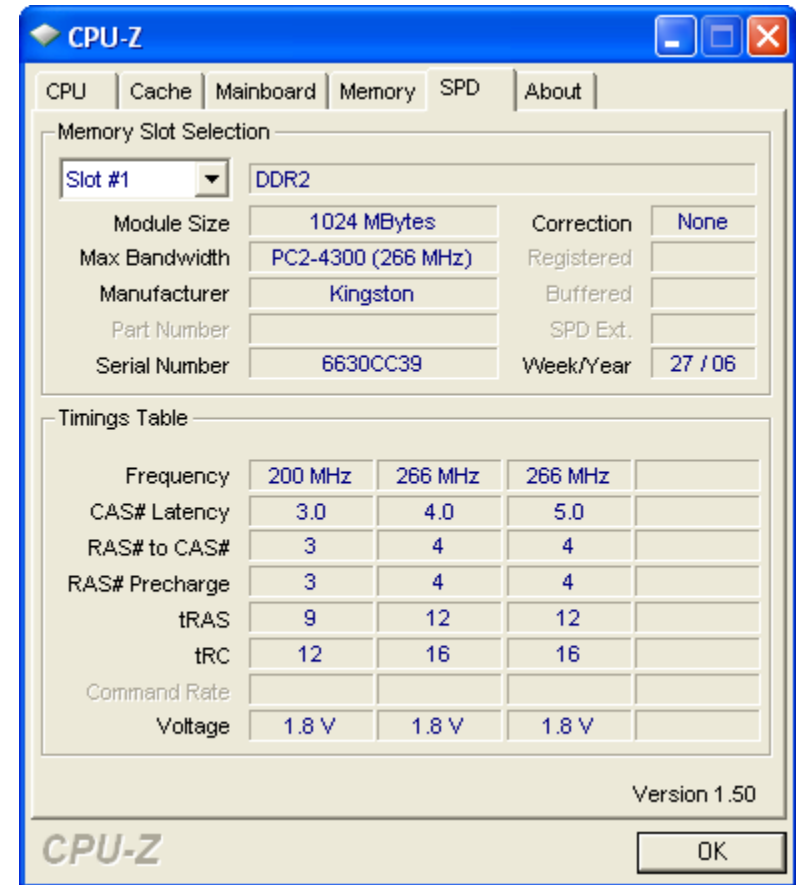 CPU-Z
CPU Cache Mainboard Memory SPD About
Memory Slot Selection
Slot #1 DDR2
Module Size 1024 MBytes Correction None
Max Bandwidth PC2-4300 (266 MHz) Registered
Manufacturer Kingston Buffered
Part Number SPD Ext.
Serial Number 6630CC39 Week/Year 27 / 06
Timings Table
Frequency 200 MHz 266 MHz 266 MHz
CAS# Latency 3.0 4.0 5.0
RAS# to CAS# 3 4 4
RAS# Precharge 3 4 4
tRAS 9 12 12
tRC 12 16 16
Command Rate
Voltage 1.8 V 1.8 V 1.8 V
Version 1.50
CPU-Z OK